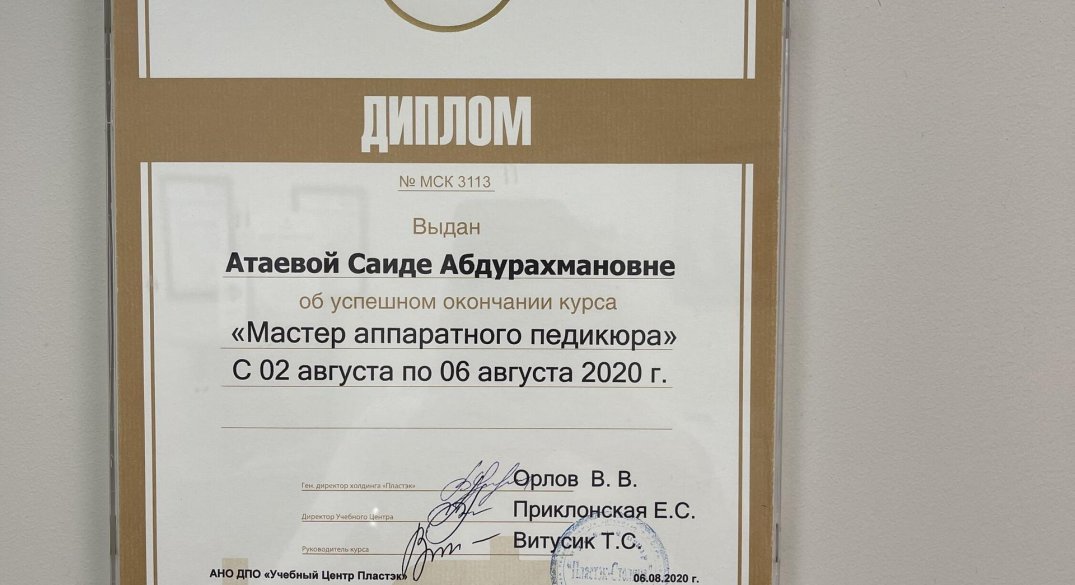 ДИПЛОМ
№ МСК 3113
Выдан
Атаевой Саиде Абдурахмановне
об успешном окончании курса
«Мастер аппаратного педикюра»
С 02 августа по 06 августа 2020 г.
Ген. директор холдинга «Пластэк» Орлов В. В.
Директор Учебного Центра Приклонская Е.С.
Руководитель курса Витусик Т.С.
АНО ДПО «Учебный Центр Пластэк» 06.08.2020 г.